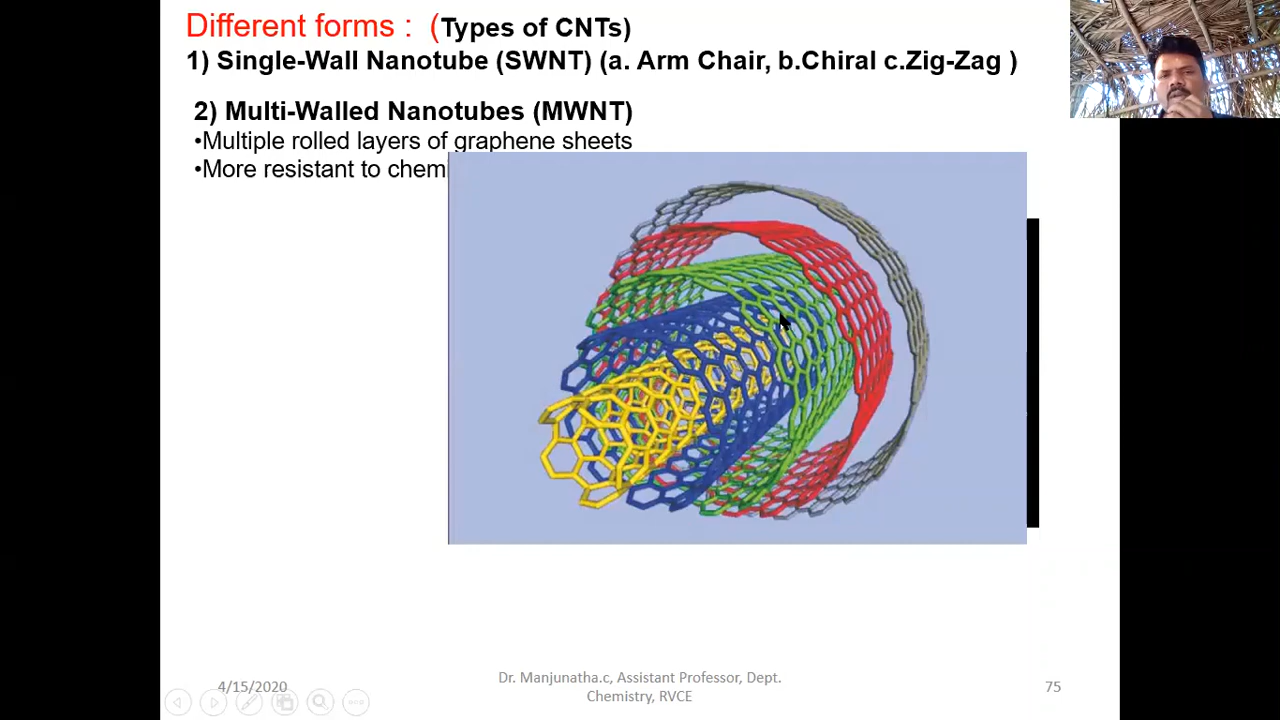 Different forms : (Types of CNTs)
1) Single-Wall Nanotube (SWNT) (a. Arm Chair, b.Chiral c.Zig-Zag )
2) Multi-Walled Nanotubes (MWNT)
•Multiple rolled layers of graphene sheets
•More resistant to chemi
4/15/2020
Dr. Manjunatha.c, Assistant Professor, Dept.
Chemistry, RVCE
75